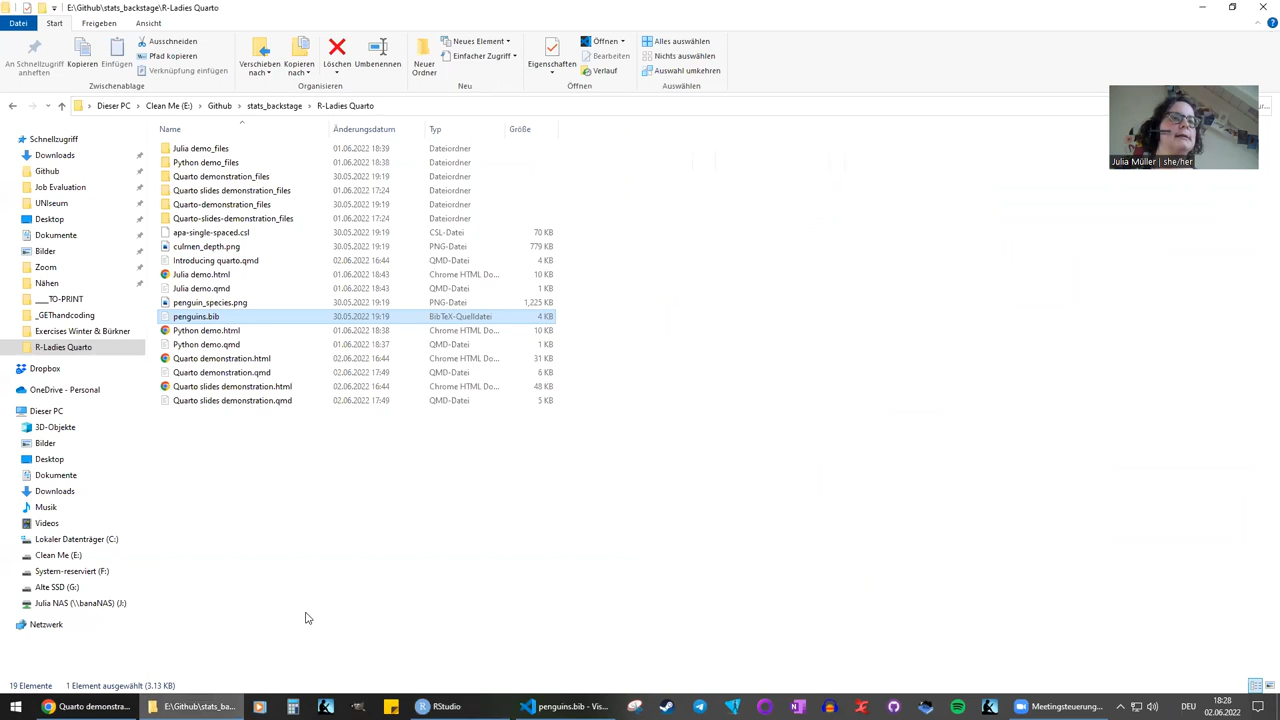 E:\Github\stats_backstage\R-Ladies Quarto
Datei Start Freigeben Ansicht
An Schnellzugriff anheften
Kopieren
Einfügen
Ausschneiden
Pfad kopieren
Verknüpfung einfügen
Verschieben nach
Kopieren nach
Löschen
Umbenennen
Neuer Ordner
Neues Element
Einfacher Zugriff
Eigenschaften
Öffnen
Bearbeiten
Verlauf
Alles auswählen
Nichts auswählen
Auswahl umkehren
Zwischenablage Organisieren Neu Öffnen Auswählen
Dieser PC › Clean Me (E:) › Github › stats_backstage › R-Ladies Quarto
Julia Müller | she/her
Schnellzugriff
Downloads
Github
Job Evaluation
UNIseum
Desktop
Dokumente
Bilder
Zoom
Nähen
____TO-PRINT
_GEThandcoding
Exercises Winter & Bürkner
R-Ladies Quarto
Dropbox
OneDrive - Personal
Dieser PC
3D-Objekte
Bilder
Desktop
Dokumente
Downloads
Musik
Videos
Lokaler Datenträger (C:)
Clean Me (E:)
System-reserviert (F:)
Alte SSD (G:)
Julia NAS (\\banaNAS) (J:)
Netzwerk
Name Änderungsdatum Typ Größe
Julia demo_files 01.06.2022 18:39 Dateiordner
Python demo_files 01.06.2022 18:38 Dateiordner
Quarto demonstration_files 30.05.2022 19:19 Dateiordner
Quarto slides demonstration_files 01.06.2022 17:24 Dateiordner
Quarto-demonstration_files 30.05.2022 19:19 Dateiordner
Quarto-slides-demonstration_files 01.06.2022 17:24 Dateiordner
apa-single-spaced.csl 30.05.2022 19:19 CSL-Datei 70 KB
culmen_depth.png 30.05.2022 19:19 PNG-Datei 779 KB
Introducing quarto.qmd 02.06.2022 16:44 QMD-Datei 4 KB
Julia demo.html 01.06.2022 18:43 Chrome HTML Do... 10 KB
Julia demo.qmd 01.06.2022 18:43 QMD-Datei 1 KB
penguin_species.png 30.05.2022 19:19 PNG-Datei 1,225 KB
penguins.bib 30.05.2022 19:19 BibTeX-Quelldatei 4 KB
Python demo.html 01.06.2022 18:38 Chrome HTML Do... 10 KB
Python demo.qmd 01.06.2022 18:37 QMD-Datei 1 KB
Quarto demonstration.html 02.06.2022 16:44 Chrome HTML Do... 31 KB
Quarto demonstration.qmd 02.06.2022 17:49 QMD-Datei 6 KB
Quarto slides demonstration.html 02.06.2022 16:44 Chrome HTML Do... 48 KB
Quarto slides demonstration.qmd 02.06.2022 17:49 QMD-Datei 5 KB
19 Elemente 1 Element ausgewählt (3.13 KB)
Quarto demonstra...
E:\Github\stats_ba...
RStudio
penguins.bib - Vis...
Meetingsteuerung...
DEU
18:28
02.06.2022